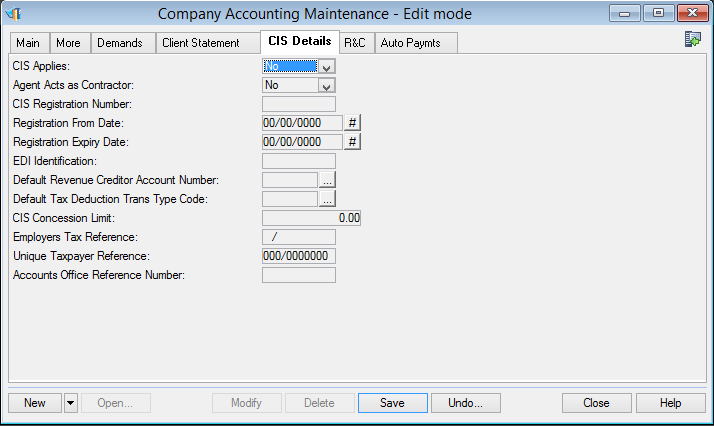 Company Accounting Maintenance - Edit mode
Main More Demands Client Statement CIS Details R&C Auto Paymts
CIS Applies: No
Agent Acts as Contractor: No
CIS Registration Number:
Registration From Date: 00/00/0000 #
Registration Expiry Date: 00/00/0000 #
EDI Identification:
Default Revenue Creditor Account Number: ...
Default Tax Deduction Trans Type Code: ...
CIS Concession Limit: 0.00
Employers Tax Reference: /
Unique Taxpayer Reference: 000/0000000
Accounts Office Reference Number:
New Open... Modify Delete Save Undo... Close Help